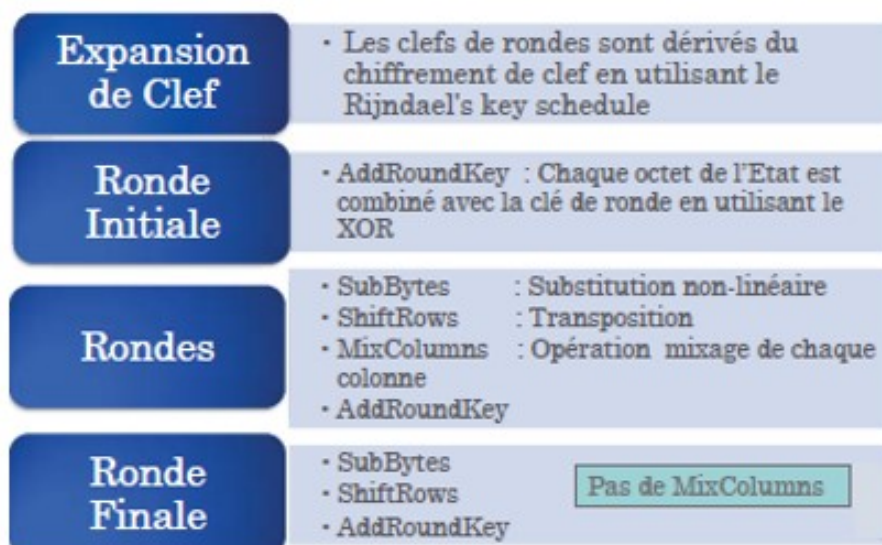 Expansion
de Clef
· Les clefs de rondes sont dérivés du
chiffrement de clef en utilisant le
Rijndael's key schedule
Ronde
Initiale
· AddRoundKey : Chaque octet de l'Etat est
combiné avec la clé de ronde en utilisant le
XOR
Rondes
· SubBytes : Substitution non-linéaire
· ShiftRows : Transposition
· MixColumns : Opération mixage de chaque
colonne
· AddRoundKey
Ronde
Finale
· SubBytes
· ShiftRows
· AddRoundKey
Pas de MixColumns